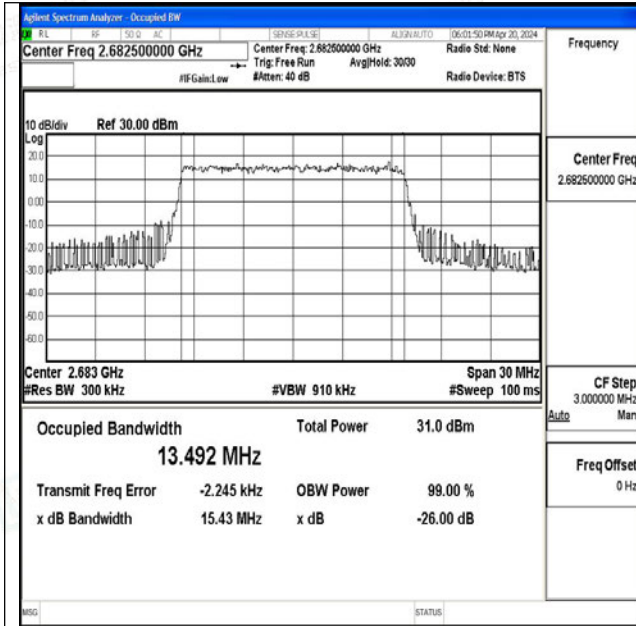 Agilent Spectrum Analyzer - Occupied BW
RL RF 50 Ω AC SENSE:PULSE ALIGNAUTO 06:01:50 PM Apr 20, 2024
Center Freq 2.682500000 GHz
Center Freq: 2.682500000 GHz
Radio Std: None
Trig: Free Run Avg|Hold: 30/30
#IFGain:Low #Atten: 40 dB Radio Device: BTS
10 dB/div Ref 30.00 dBm
Log
20.0
10.0
0.00
-10.0
-20.0
-30.0
-40.0
-50.0
-60.0
Center 2.683 GHz Span 30 MHz
#Res BW 300 kHz #VBW 910 kHz #Sweep 100 ms
Occupied Bandwidth Total Power 31.0 dBm
13.492 MHz
Transmit Freq Error -2.245 kHz OBW Power 99.00 %
x dB Bandwidth 15.43 MHz x dB -26.00 dB
MSG STATUS
Frequency
Center Freq
2.682500000 GHz
CF Step
3.000000 MHz
Auto Man
Freq Offset
0 Hz